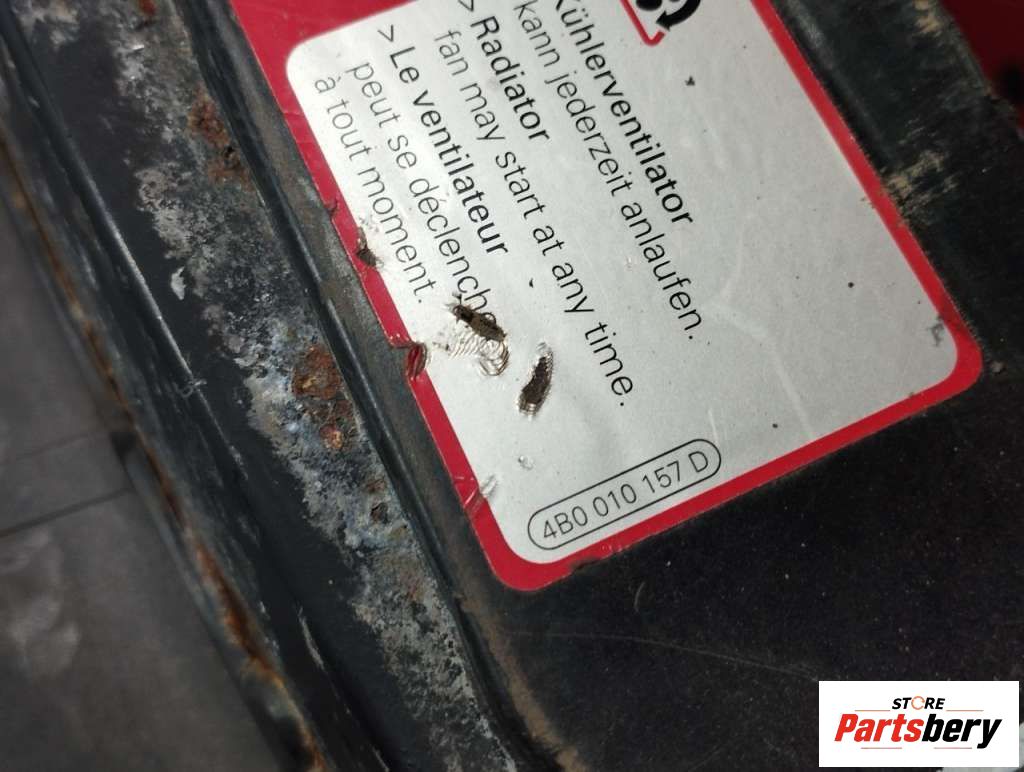 Kühlerventilator
kann jederzeit anlaufen.
> Radiator
fan may start at any time.
> Le ventilateur
peut se déclencher
à tout moment.
4B0 010 157 D
STORE
Partsbery